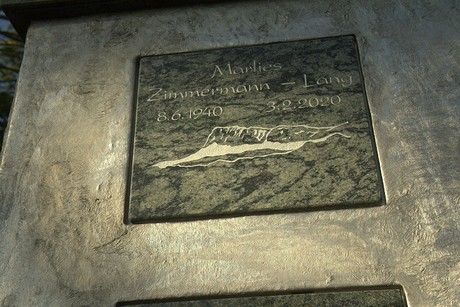 Marlies
Zimmermann – Lang
8.6.1940 3.2.2020